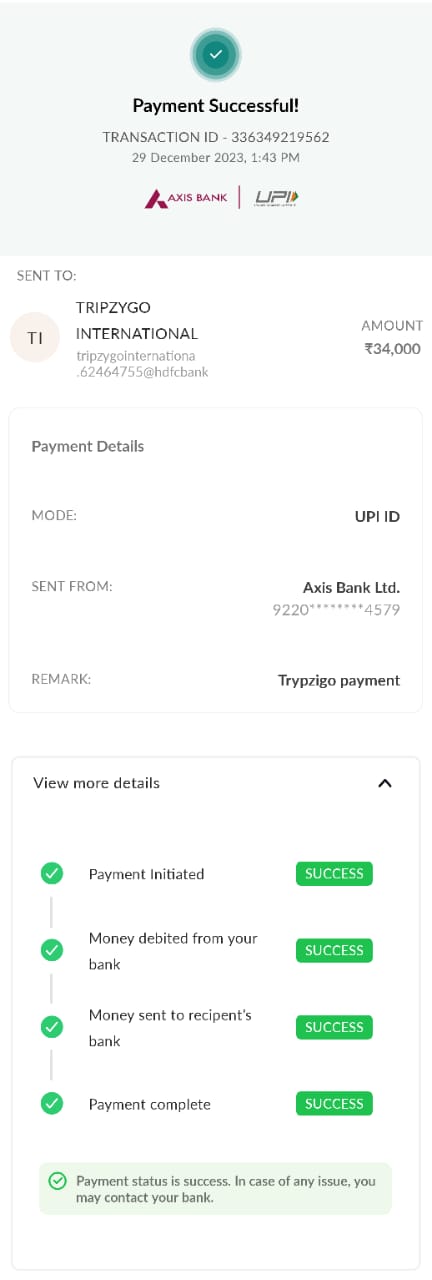 Payment Successful!
TRANSACTION ID - 336349219562
29 December 2023, 1:43 PM
AXIS BANK
UPI
SENT TO:
TI
TRIPZYGO
INTERNATIONAL
tripzygointernationa
.62464755@hdfcbank
AMOUNT
₹34,000
Payment Details
MODE:
UPI ID
SENT FROM:
Axis Bank Ltd.
9220********4579
REMARK:
Trypzigo payment
View more details
Payment Initiated
SUCCESS
Money debited from your
bank
SUCCESS
Money sent to recipent's
bank
SUCCESS
Payment complete
SUCCESS
Payment status is success. In case of any issue, you
may contact your bank.